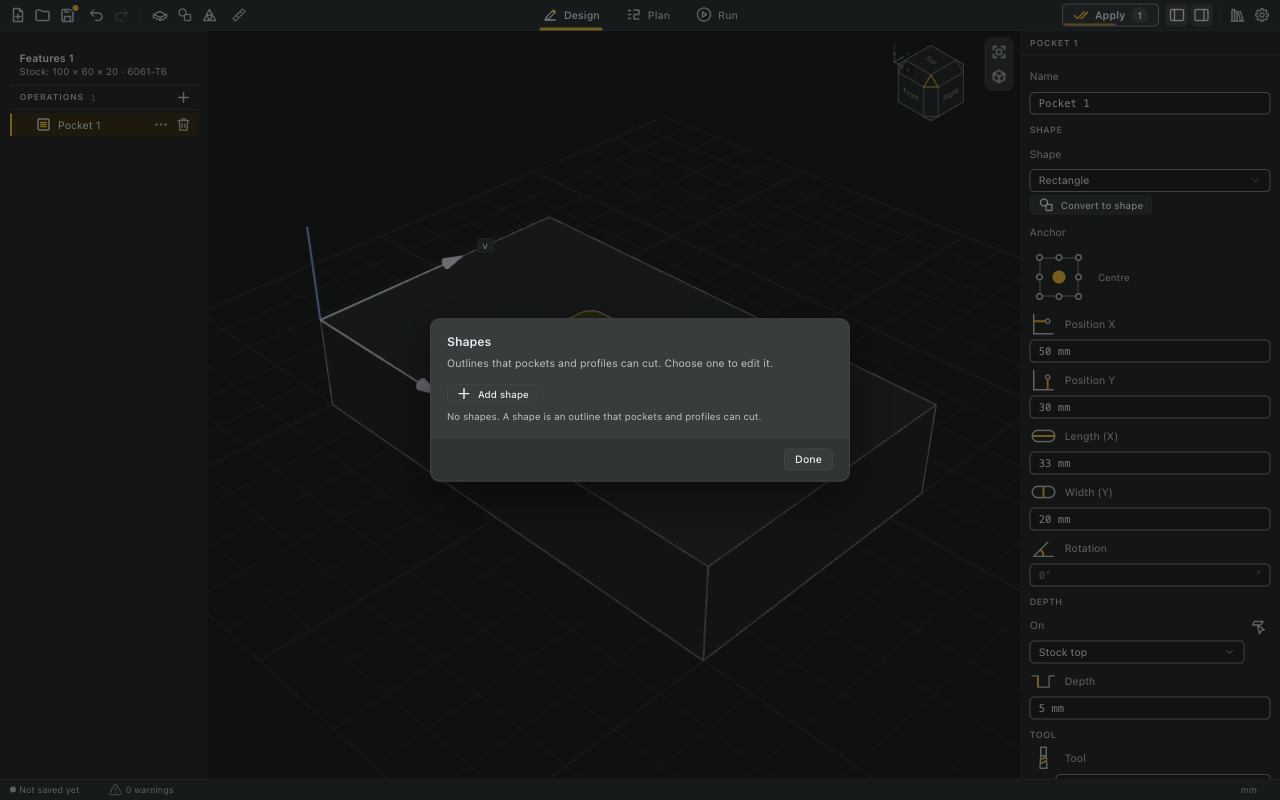 Design
Plan
Run
Apply 1
Features 1
Stock: 100 × 60 × 20 · 6061-T6
OPERATIONS 1
Pocket 1
Top
Front
Right
V
Shapes
Outlines that pockets and profiles can cut. Choose one to edit it.
Add shape
No shapes. A shape is an outline that pockets and profiles can cut.
Done
POCKET 1
Name
Pocket 1
SHAPE
Shape
Rectangle
Convert to shape
Anchor
Centre
Position X
50 mm
Position Y
30 mm
Length (X)
33 mm
Width (Y)
20 mm
Rotation
0° °
DEPTH
On
Stock top
Depth
5 mm
TOOL
Tool
Not saved yet
0 warnings
mm